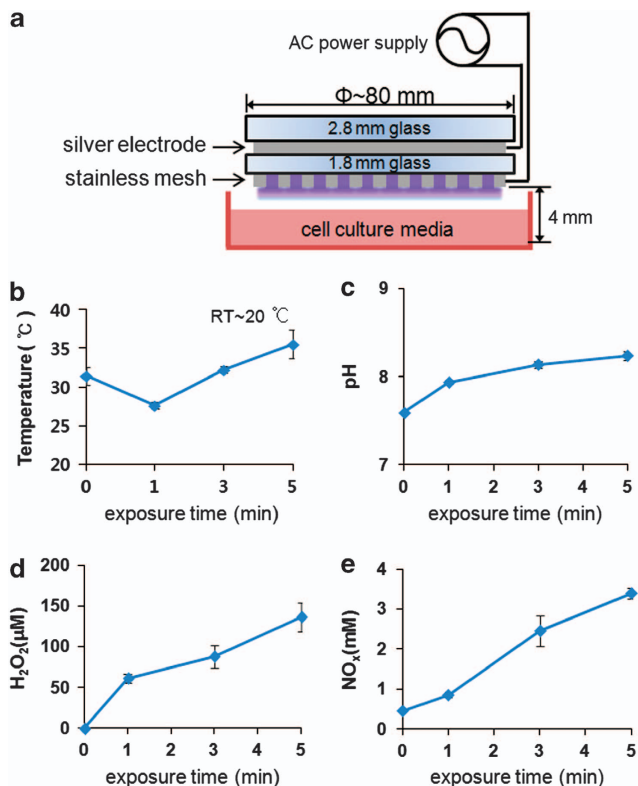 a
AC power supply
Φ~80 mm
2.8 mm glass
silver electrode
1.8 mm glass
stainless mesh
4 mm
cell culture media
b
Temperature (℃)
40
35
30
25
20
RT~20 ℃
0 1 3 5
exposure time (min)
c
pH
9
8
7
0 1 2 3 4 5
exposure time (min)
d
H₂O₂(μM)
200
150
100
50
0
0 1 2 3 4 5
exposure time (min)
e
NOₓ(mM)
4
3
2
1
0
0 1 2 3 4 5
exposure time (min)